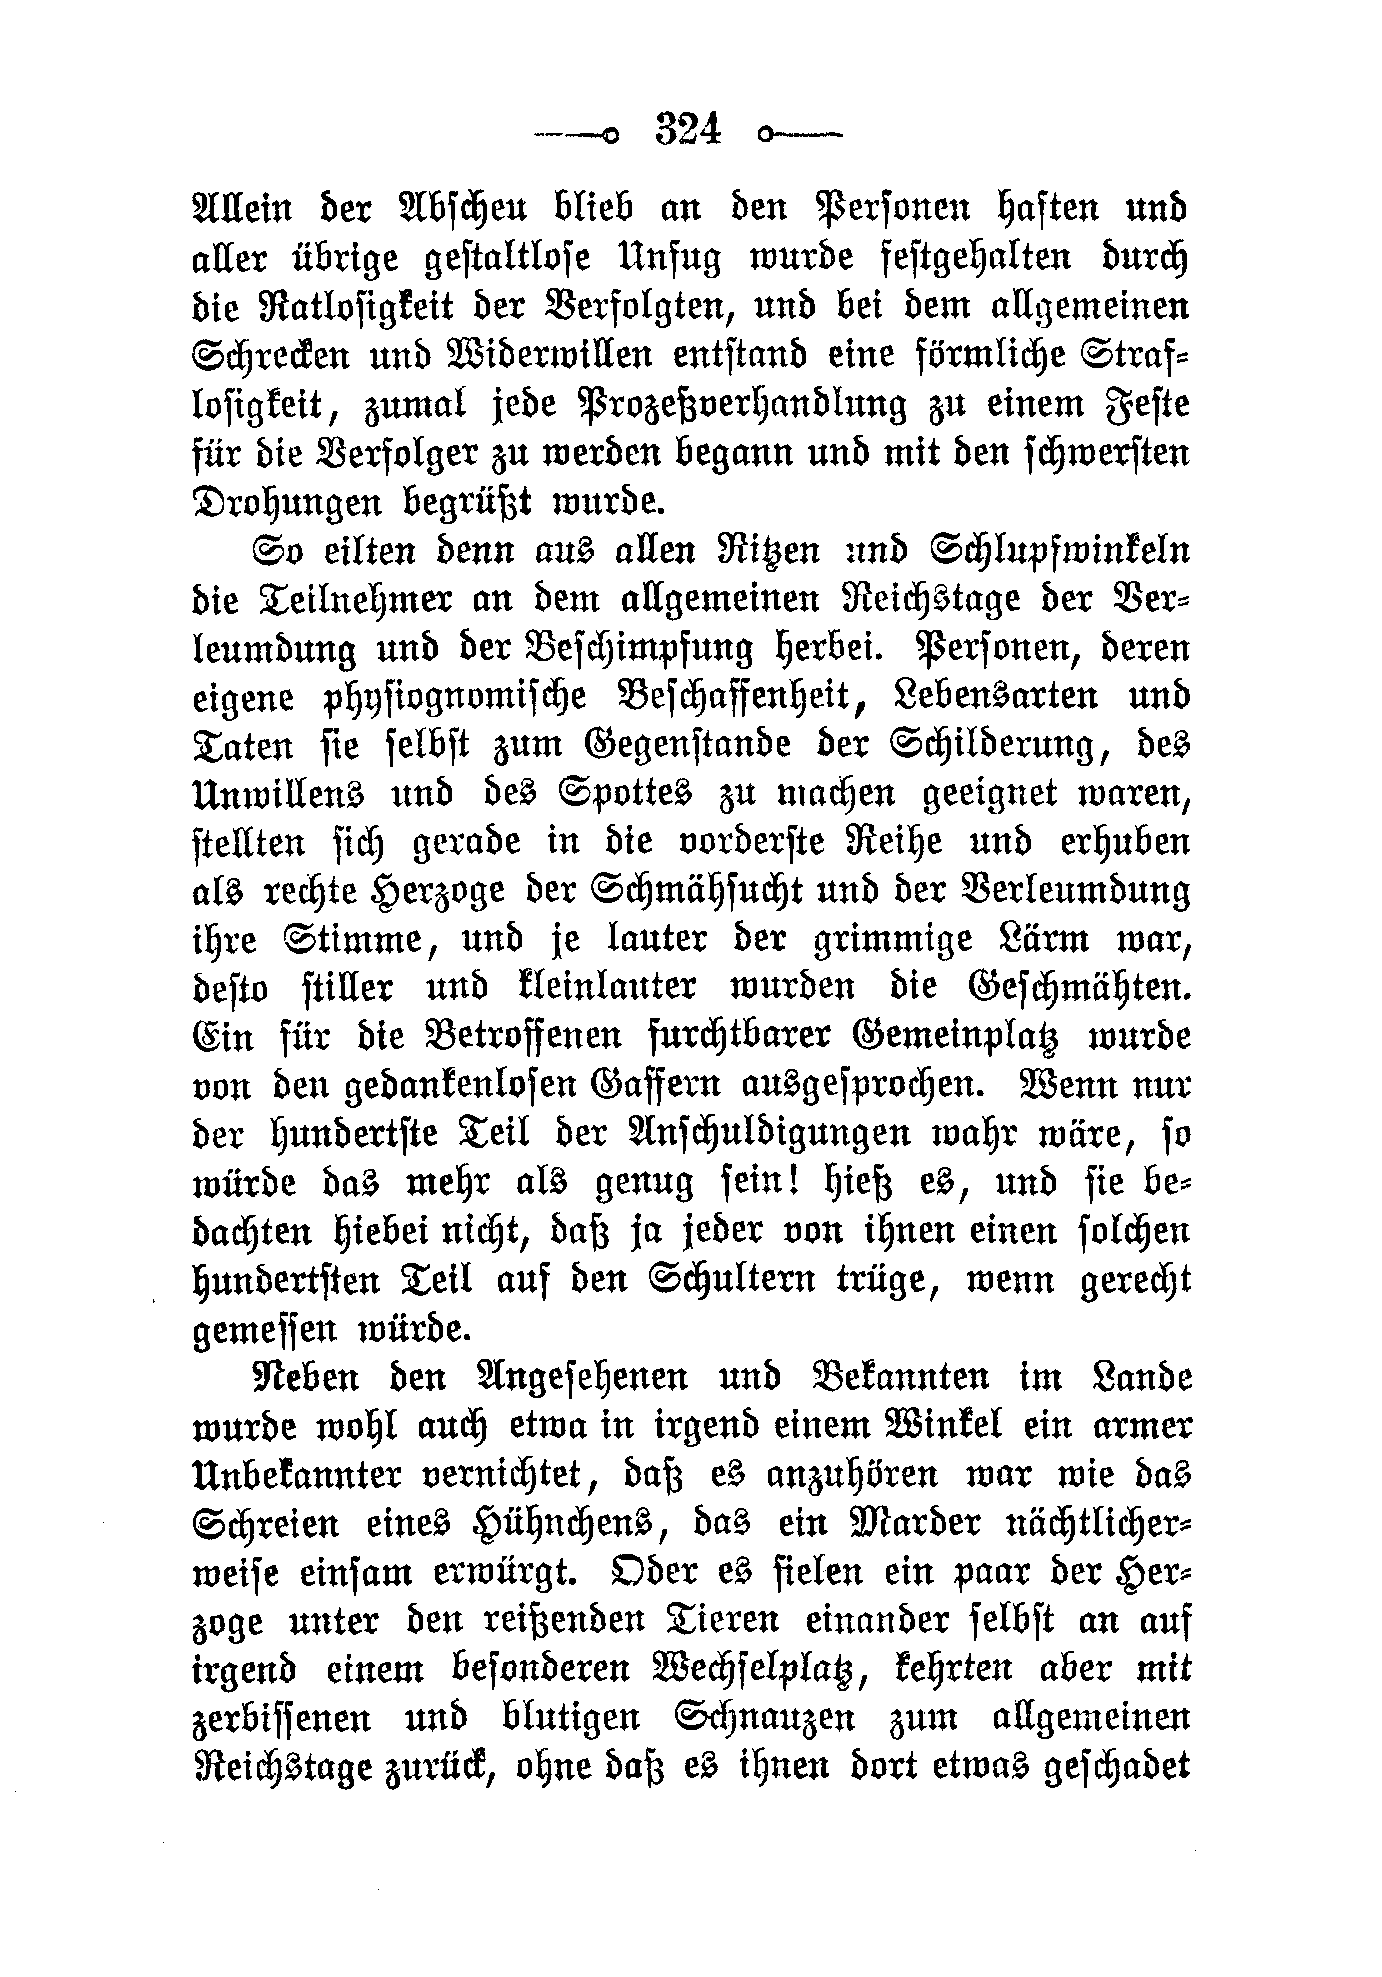 324
Allein der Abscheu blieb an den Personen haften und
aller übrige gestaltlose Unfug wurde festgehalten durch
die Ratlosigkeit der Verfolgten, und bei dem allgemeinen
Schrecken und Widerwillen entstand eine förmliche Straf-
losigkeit, zumal jede Prozeßverhandlung zu einem Feste
für die Verfolger zu werden begann und mit den schwersten
Drohungen begrüßt wurde.
So eilten denn aus allen Ritzen und Schlupfwinkeln
die Teilnehmer an dem allgemeinen Reichstage der Ver-
leumdung und der Beschimpfung herbei. Personen, deren
eigene physiognomische Beschaffenheit, Lebensarten und
Taten sie selbst zum Gegenstande der Schilderung, des
Unwillens und des Spottes zu machen geeignet waren,
stellten sich gerade in die vorderste Reihe und erhuben
als rechte Herzoge der Schmähsucht und der Verleumdung
ihre Stimme, und je lauter der grimmige Lärm war,
desto stiller und kleinlauter wurden die Geschmähten.
Ein für die Betroffenen furchtbarer Gemeinplatz wurde
von den gedankenlosen Gaffern ausgesprochen. Wenn nur
der hundertste Teil der Anschuldigungen wahr wäre, so
würde das mehr als genug sein! hieß es, und sie be-
dachten hiebei nicht, daß ja jeder von ihnen einen solchen
hundertsten Teil auf den Schultern trüge, wenn gerecht
gemessen würde.
Neben den Angesehenen und Bekannten im Lande
wurde wohl auch etwa in irgend einem Winkel ein armer
Unbekannter vernichtet, daß es anzuhören war wie das
Schreien eines Hühnchens, das ein Marder nächtlicher-
weise einsam erwürgt. Oder es fielen ein paar der Her-
zoge unter den reißenden Tieren einander selbst an auf
irgend einem besonderen Wechselplatz, kehrten aber mit
zerbissenen und blutigen Schnauzen zum allgemeinen
Reichstage zurück, ohne daß es ihnen dort etwas geschadet